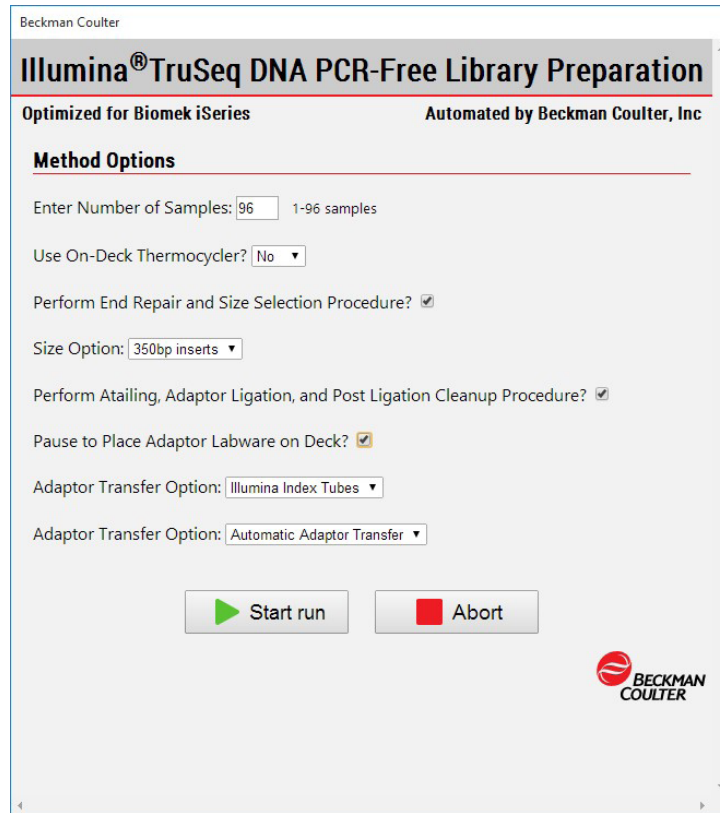 Beckman Coulter
Illumina®TruSeq DNA PCR-Free Library Preparation
Optimized for Biomek iSeries Automated by Beckman Coulter, Inc
Method Options
Enter Number of Samples: 96 1-96 samples
Use On-Deck Thermocycler? No
Perform End Repair and Size Selection Procedure?
Size Option: 350bp inserts
Perform Atailing, Adaptor Ligation, and Post Ligation Cleanup Procedure?
Pause to Place Adaptor Labware on Deck?
Adaptor Transfer Option: Illumina Index Tubes
Adaptor Transfer Option: Automatic Adaptor Transfer
Start run Abort
BECKMAN
COULTER